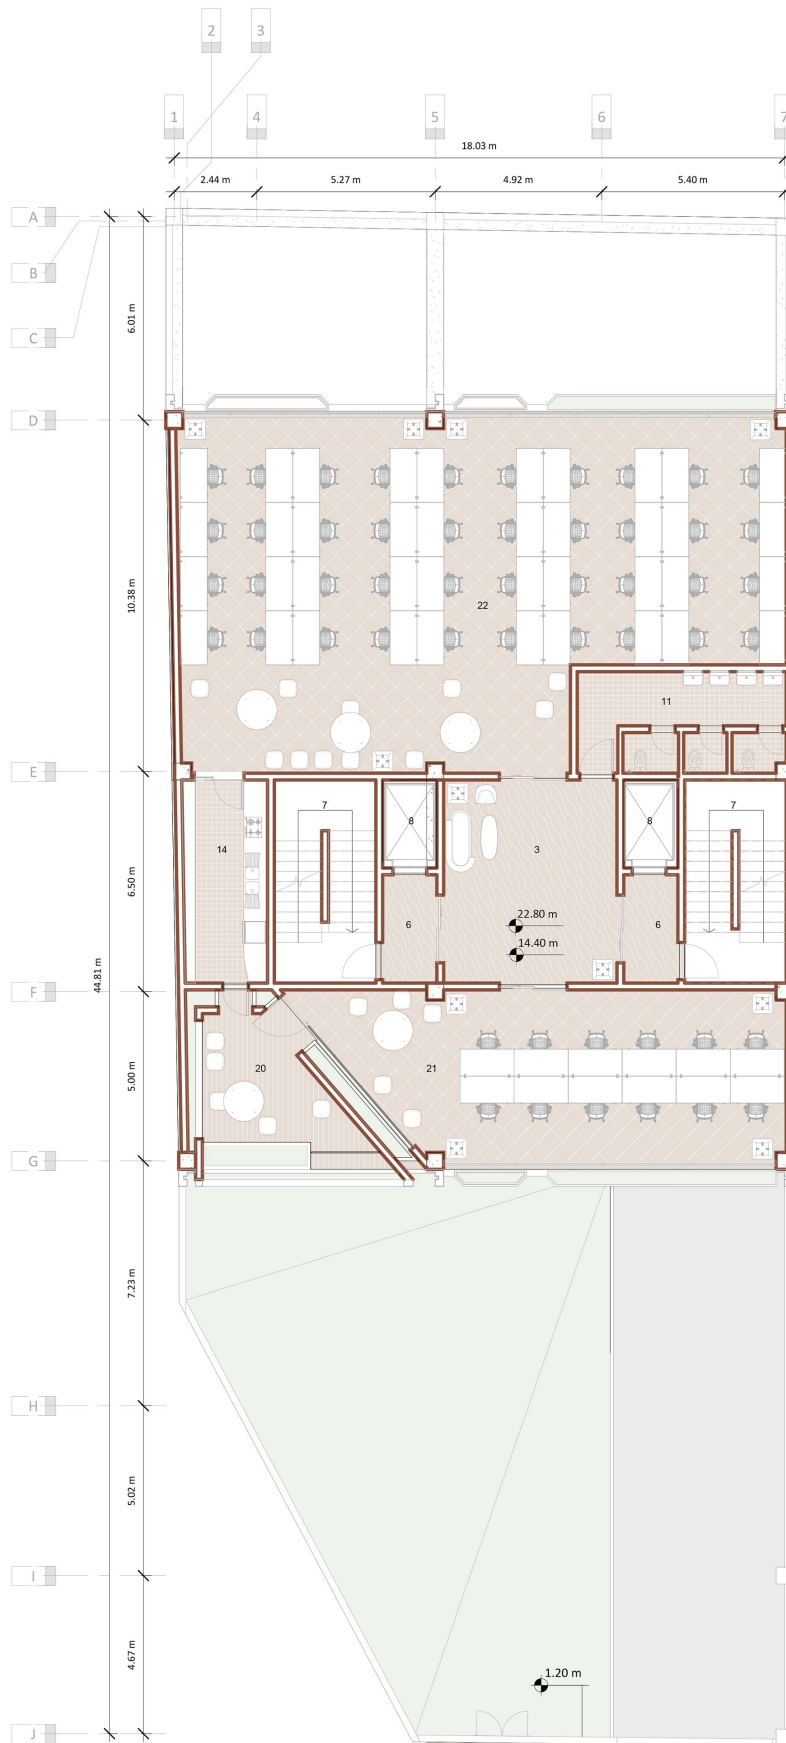 2
3
1
4
5
6
7
18.03 m
2.44 m
5.27 m
4.92 m
5.40 m
A
B
C
6.01 m
D
10.38 m
22
11
E
7
8
3
8
7
14
6.50 m
22.80 m
6
6
14.40 m
44.81 m
F
5.00 m
20
21
G
7.23 m
H
5.02 m
I
4.67 m
1.20 m
J